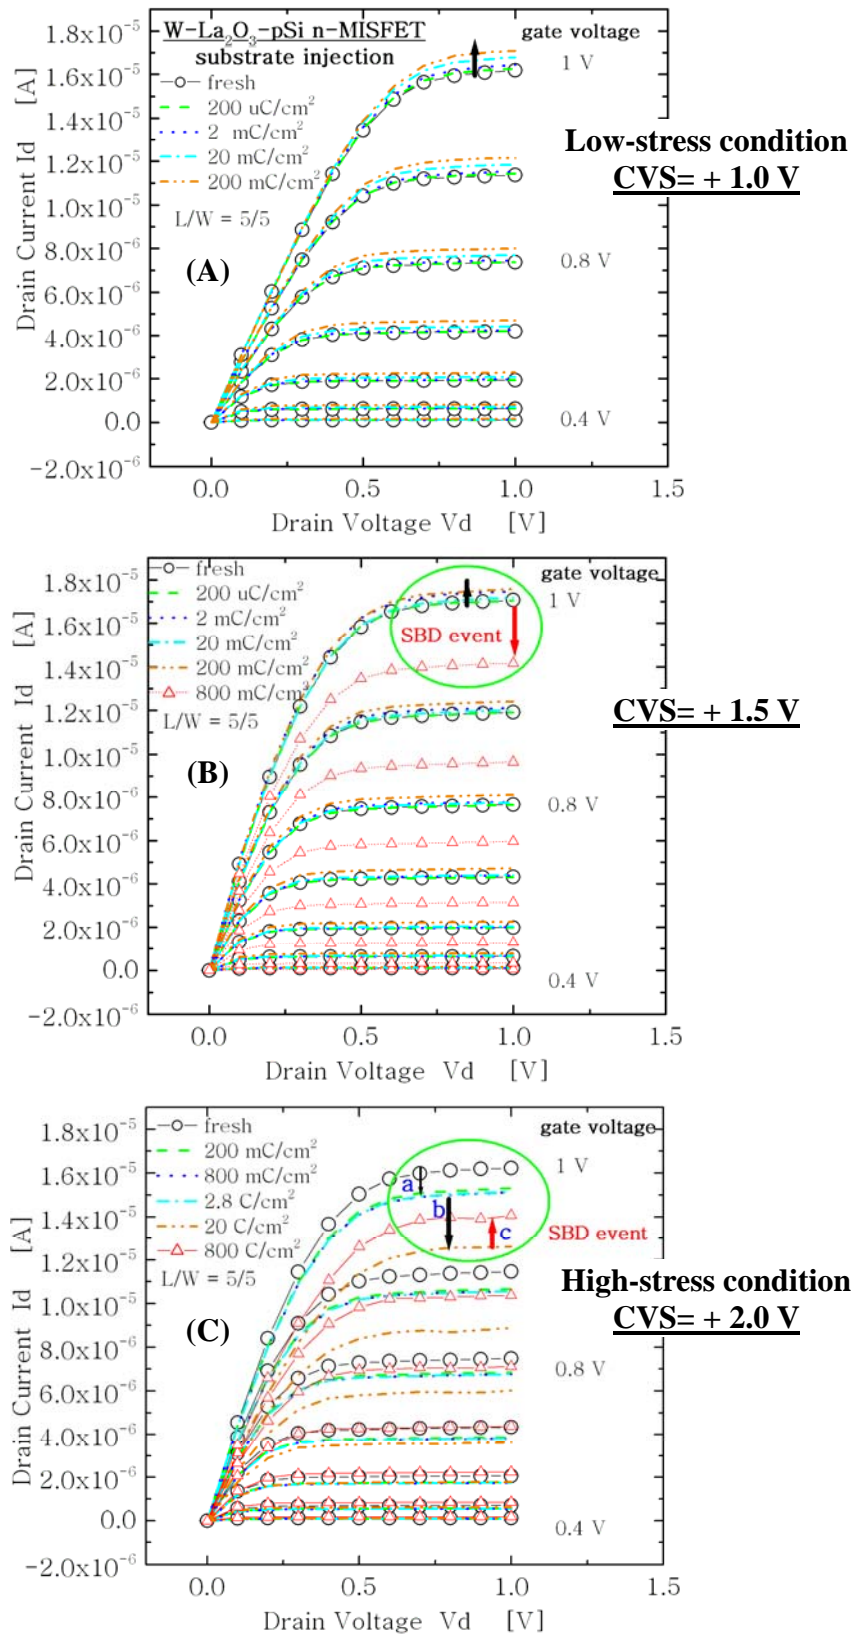 W-La2O3-pSi n-MISFET
substrate injection
gate voltage
fresh
200 uC/cm2
2 mC/cm2
20 mC/cm2
200 mC/cm2
L/W = 5/5
(A)
1 V
0.8 V
0.4 V
1.8x10-5
1.6x10-5
1.4x10-5
1.2x10-5
1.0x10-5
8.0x10-6
6.0x10-6
4.0x10-6
2.0x10-6
0.0
-2.0x10-6
Drain Current Id [A]
0.0 0.5 1.0 1.5
Drain Voltage Vd [V]
Low-stress condition
CVS= + 1.0 V
fresh
200 uC/cm2
2 mC/cm2
20 mC/cm2
200 mC/cm2
800 mC/cm2
L/W = 5/5
(B)
gate voltage
1 V
SBD event
0.8 V
0.4 V
1.8x10-5
1.6x10-5
1.4x10-5
1.2x10-5
1.0x10-5
8.0x10-6
6.0x10-6
4.0x10-6
2.0x10-6
0.0
-2.0x10-6
Drain Current Id [A]
0.0 0.5 1.0 1.5
Drain Voltage Vd [V]
CVS= + 1.5 V
fresh
200 mC/cm2
800 mC/cm2
2.8 C/cm2
20 C/cm2
800 C/cm2
L/W = 5/5
(C)
gate voltage
1 V
a
b
c
SBD event
0.8 V
0.4 V
1.8x10-5
1.6x10-5
1.4x10-5
1.2x10-5
1.0x10-5
8.0x10-6
6.0x10-6
4.0x10-6
2.0x10-6
0.0
-2.0x10-6
Drain Current Id [A]
0.0 0.5 1.0 1.5
Drain Voltage Vd [V]
High-stress condition
CVS= + 2.0 V